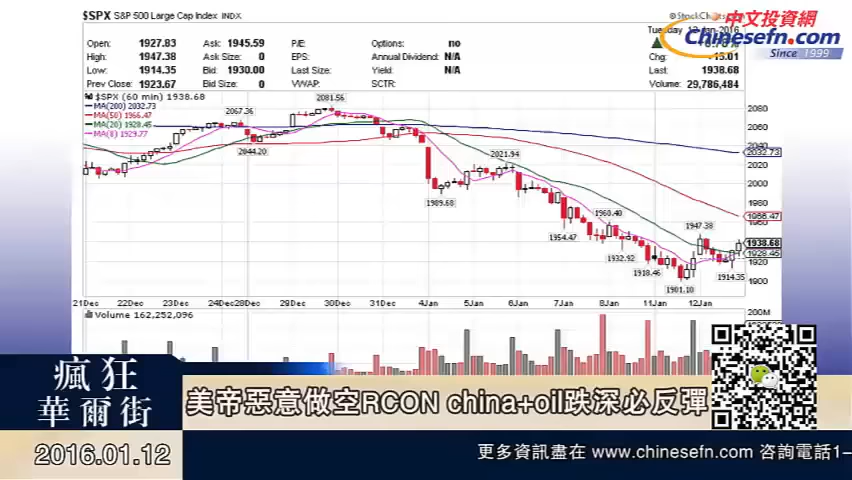 $SPX S&P 500 Large Cap Index INDX
© StockCharts
中文投資網
Chinesefn.com
Since 1999
Tuesday 12-Jan-2016
Open: 1927.83 Ask: 1945.59 P/E: Options: no
High: 1947.38 Ask Size: 0 EPS: Annual Dividend: N/A Chg: +15.01
Low: 1914.35 Bid: 1930.00 Last Size: Yield: N/A Last: 1938.68
Prev Close: 1923.67 Bid Size: 0 VWAP: SCTR: Volume: 29,786,484
$SPX (60 min) 1938.68
MA(200) 2032.73
MA(50) 1966.47
MA(20) 1928.45
MA(8) 1929.77
2067.36
2081.56
2044.20
1989.68
2021.94
1954.47
1960.40
1932.92
1918.46
1901.10
1947.38
1914.35
2080
2060
2040
2032.73
2020
2000
1980
1966.47
1938.68
1928.45
1920
1900
21Dec 22Dec 23Dec 24Dec 28Dec 29Dec 30Dec 31Dec 4Jan 5Jan 6Jan 7Jan 8Jan 11Jan 12Jan
Volume 162,252,096
200M
瘋狂
華爾街
美帝惡意做空RCON china+oil跌深必反彈
2016.01.12
更多資訊盡在 www.chinesefn.com 咨詢電話1-